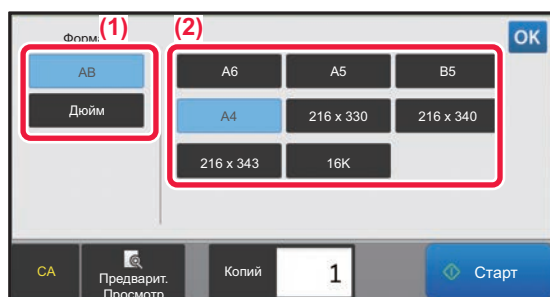 (1) (2)
Форм
OK
AB
A6 A5 B5
Дюйм
A4 216 x 330 216 x 340
216 x 343 16K
CA
Предварит.
Просмотр
Копий
1
Старт